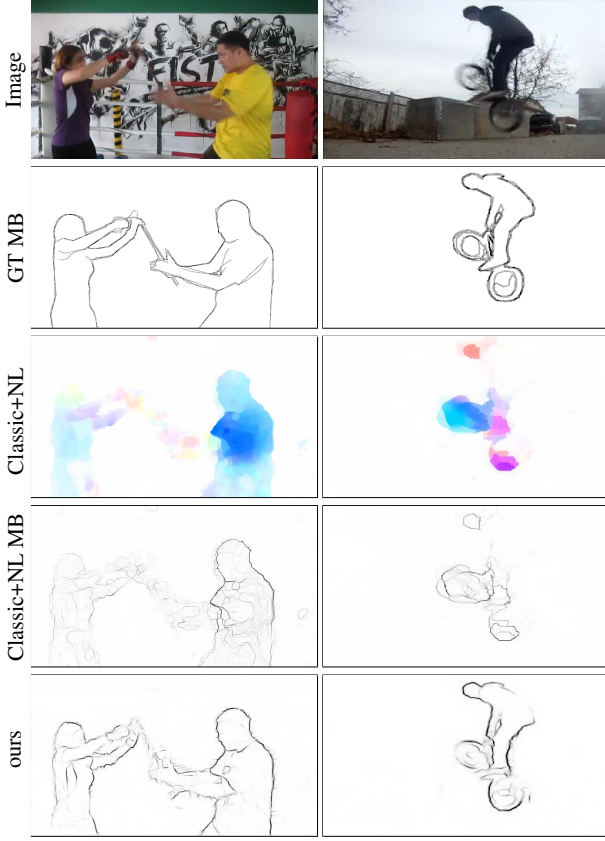 Image
FIST
GT MB
Classic+NL
Classic+NL MB
ours